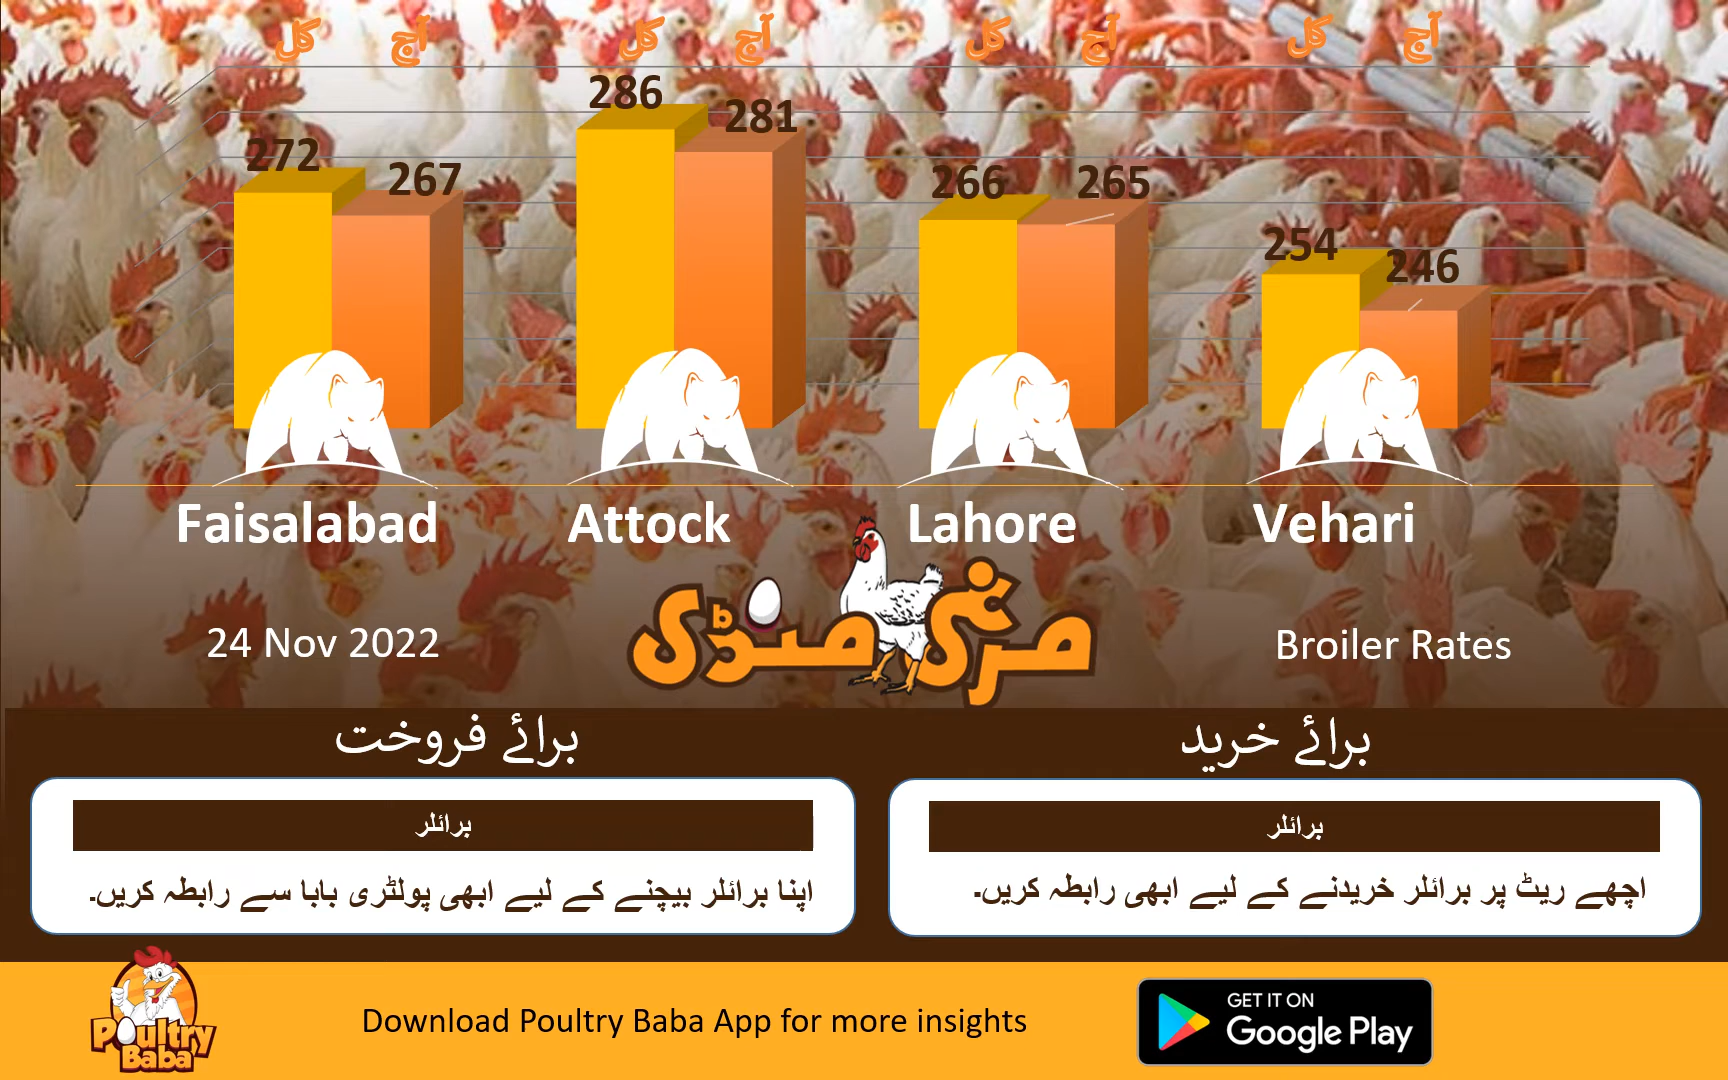 کل آج کل آج کل آج کل آج
272 267 286 281 266 265 254 246
Faisalabad Attock Lahore Vehari
24 Nov 2022
مرغی منڈی
Broiler Rates
برائے فروخت
برائلر
اپنا برائلر بیچنے کے لیے ابھی پولٹری بابا سے رابطہ کریں۔
برائے خرید
برائلر
اچھے ریٹ پر برائلر خریدنے کے لیے ابھی رابطہ کریں۔
Poultry
Baba
Download Poultry Baba App for more insights
GET IT ON
Google Play